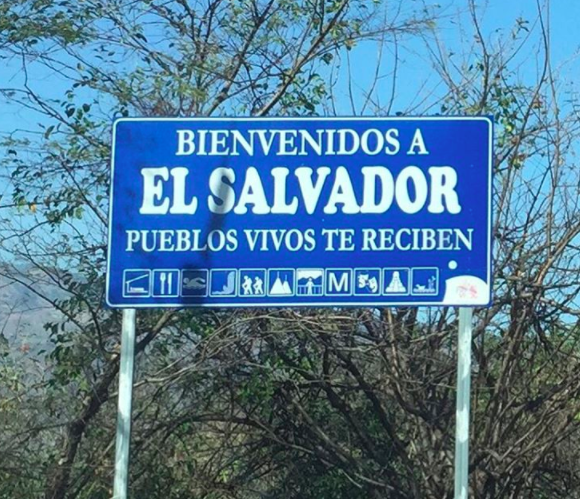 BIENVENIDOS A
EL SALVADOR
PUEBLOS VIVOS TE RECIBEN
M